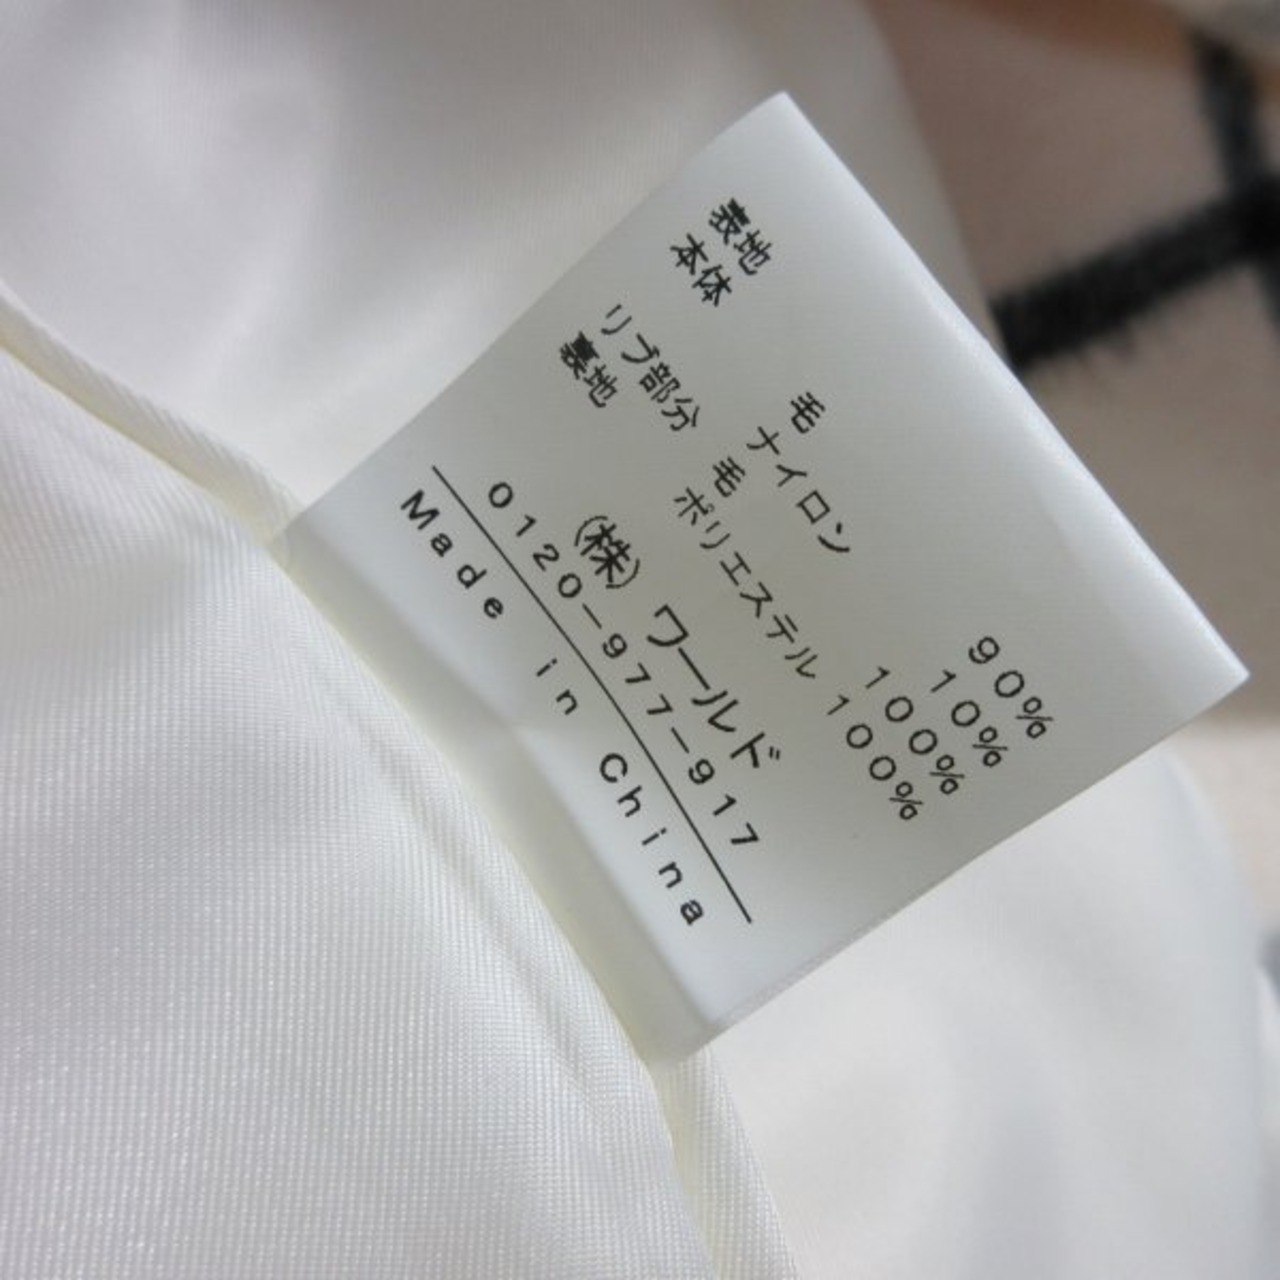 表地
本体 毛 90%
ナイロン 10%
リブ部分 毛 100%
裏地 ポリエステル 100%
(株)ワールド
0120-977-917
Made in China